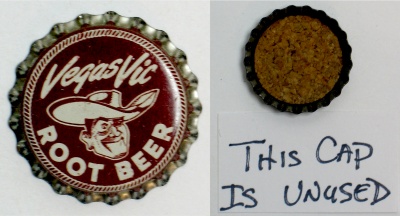 Vegas Vic
ROOT BEER
THIS CAP
IS UNUSED